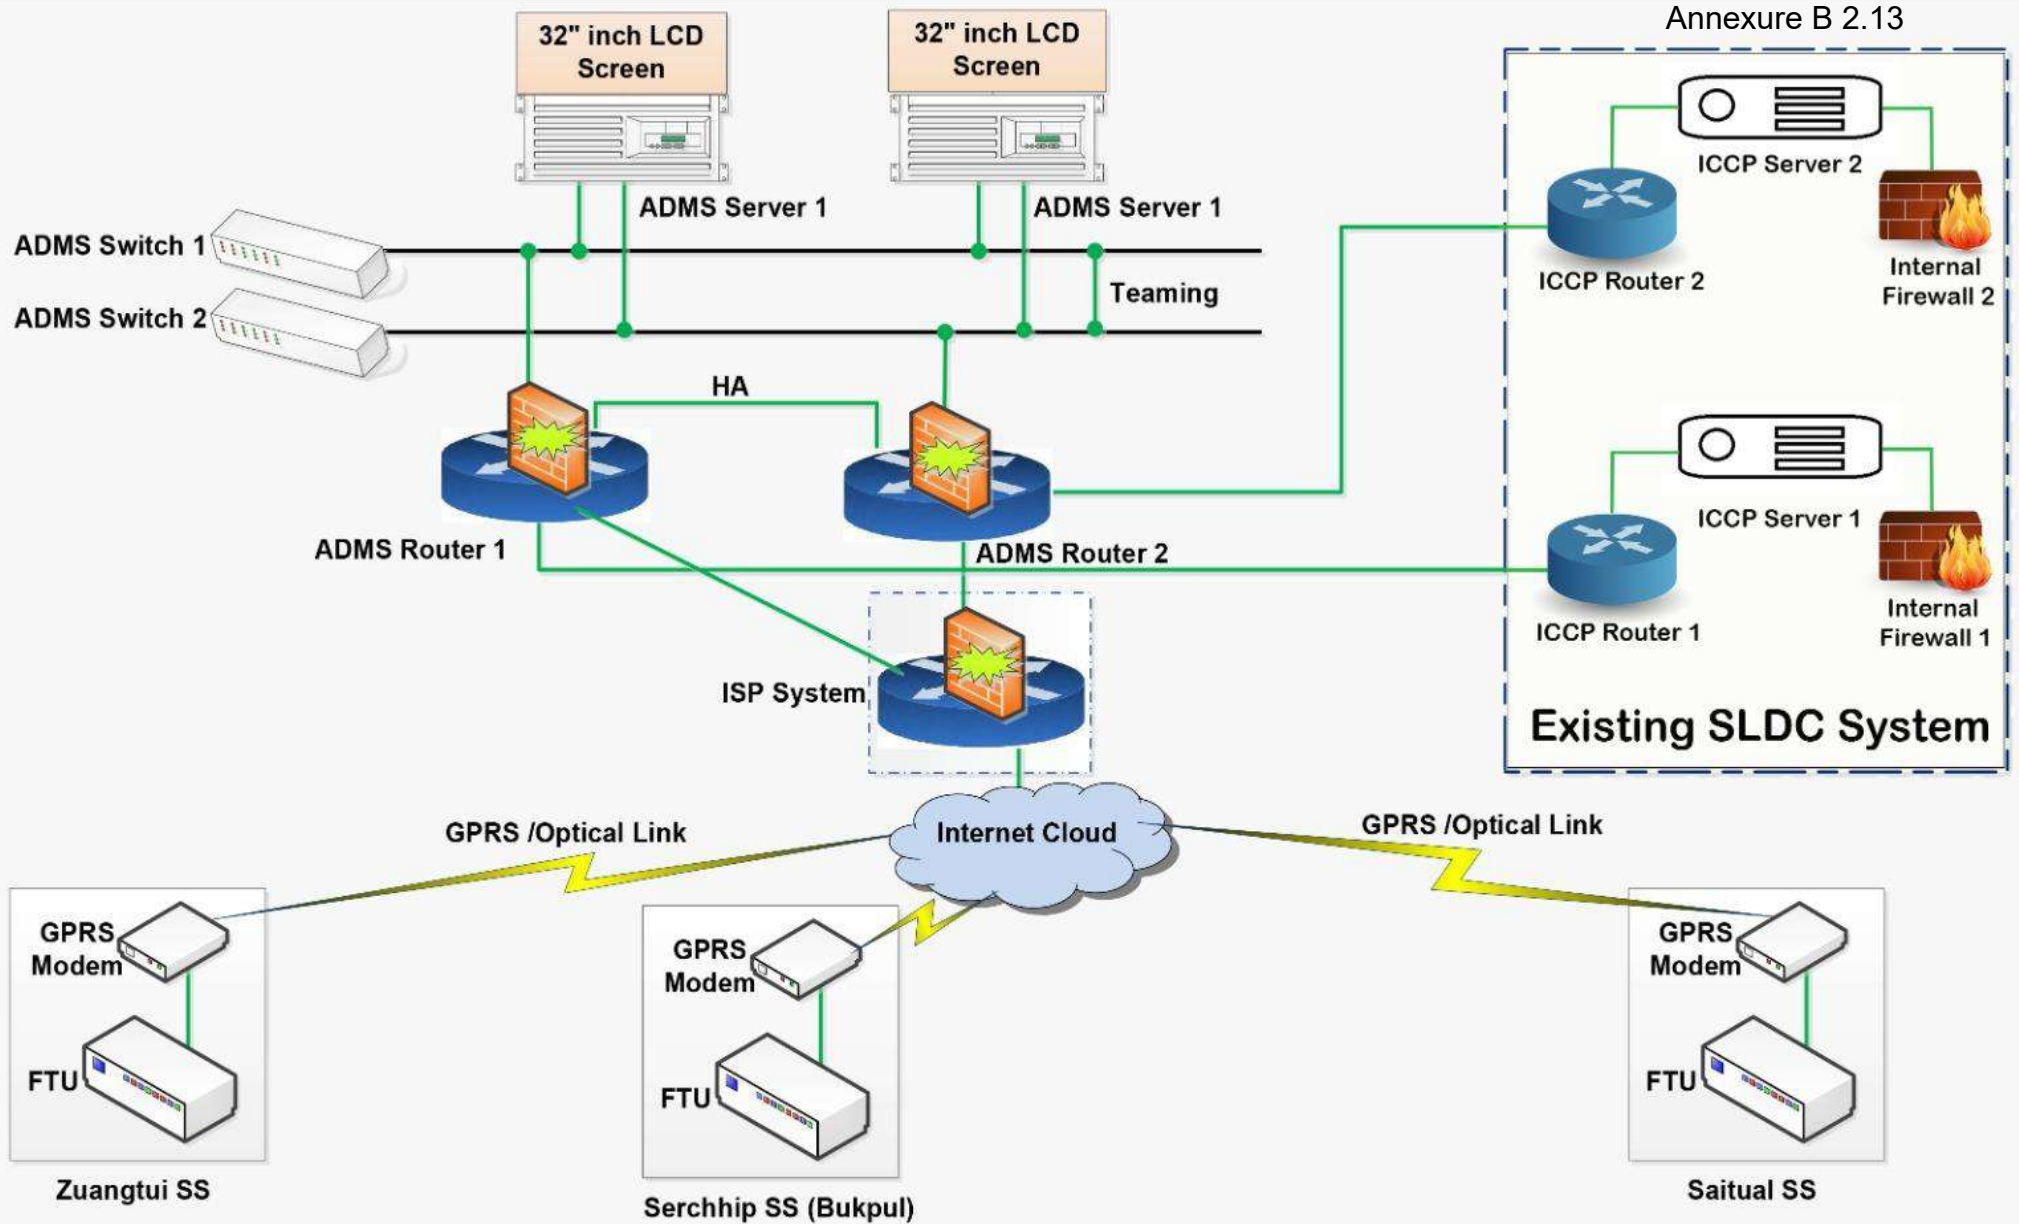 Annexure B 2.13
32" inch LCD
Screen
32" inch LCD
Screen
ADMS Server 1
ADMS Server 1
ADMS Switch 1
ADMS Switch 2
Teaming
HA
ADMS Router 1
ADMS Router 2
ISP System
ICCP Server 2
ICCP Router 2
Internal
Firewall 2
ICCP Server 1
ICCP Router 1
Internal
Firewall 1
Existing SLDC System
Internet Cloud
GPRS /Optical Link
GPRS /Optical Link
GPRS
Modem
FTU
Zuangtui SS
GPRS
Modem
FTU
Serchhip SS (Bukpul)
GPRS
Modem
FTU
Saitual SS